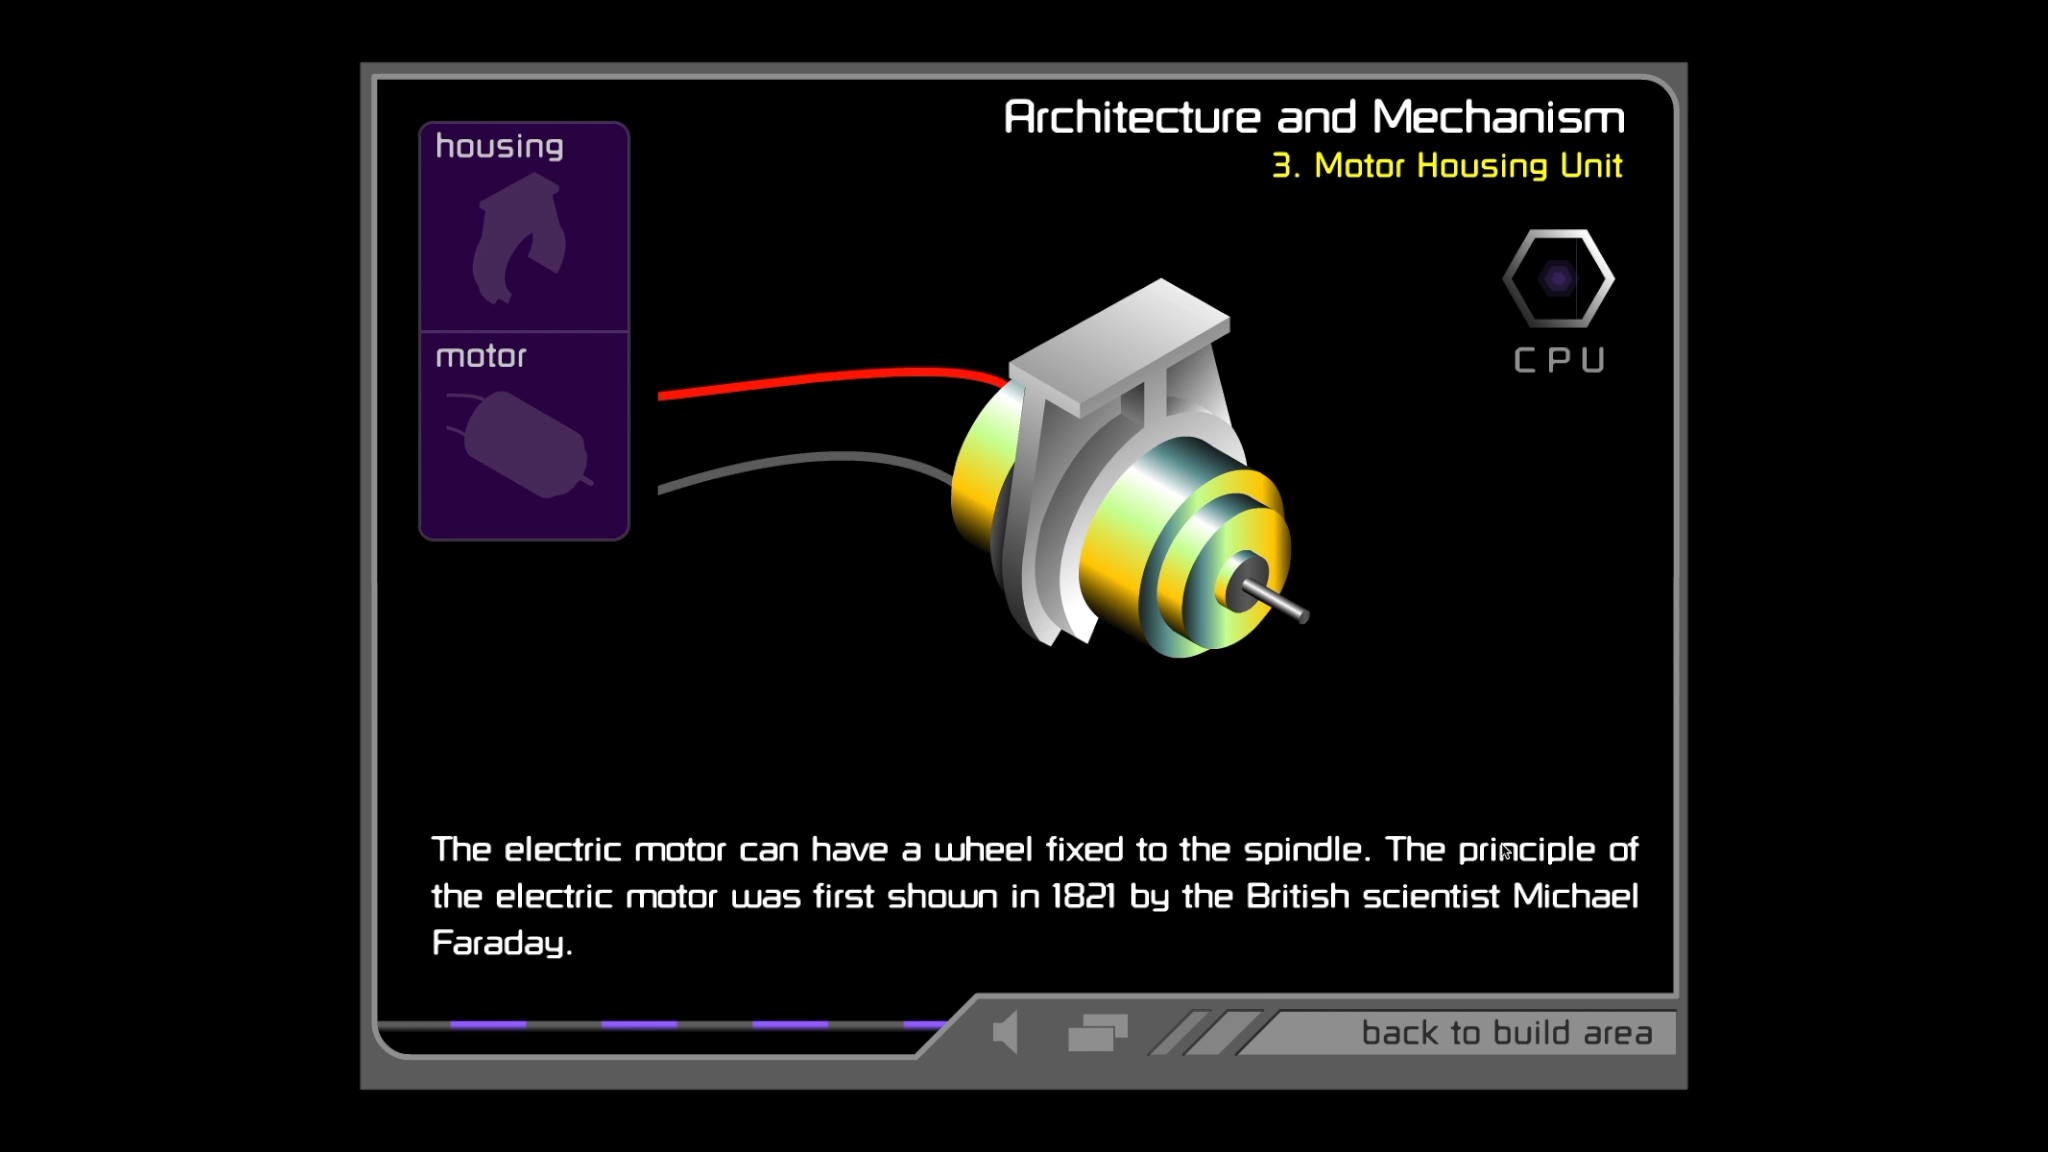 Architecture and Mechanism
3. Motor Housing Unit
housing
motor
CPU
The electric motor can have a wheel fixed to the spindle. The principle of
the electric motor was first shown in 1821 by the British scientist Michael
Faraday.
back to build area